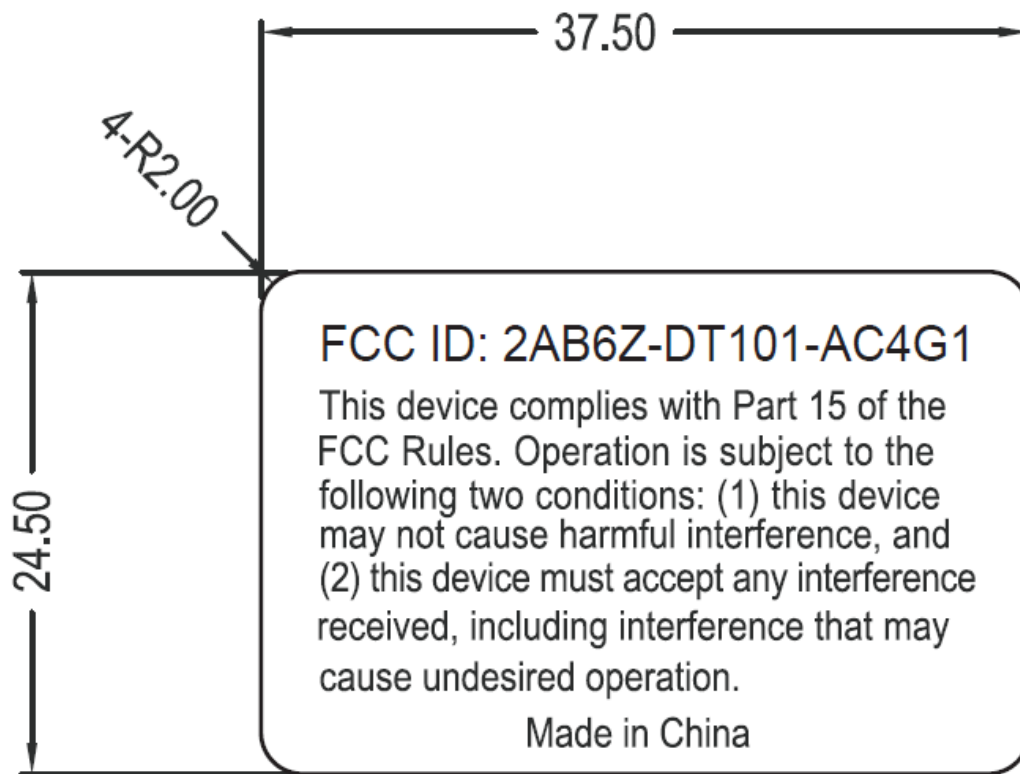 37.50
4-R2.00
24.50
FCC ID: 2AB6Z-DT101-AC4G1
This device complies with Part 15 of the
FCC Rules. Operation is subject to the
following two conditions: (1) this device
may not cause harmful interference, and
(2) this device must accept any interference
received, including interference that may
cause undesired operation.
Made in China